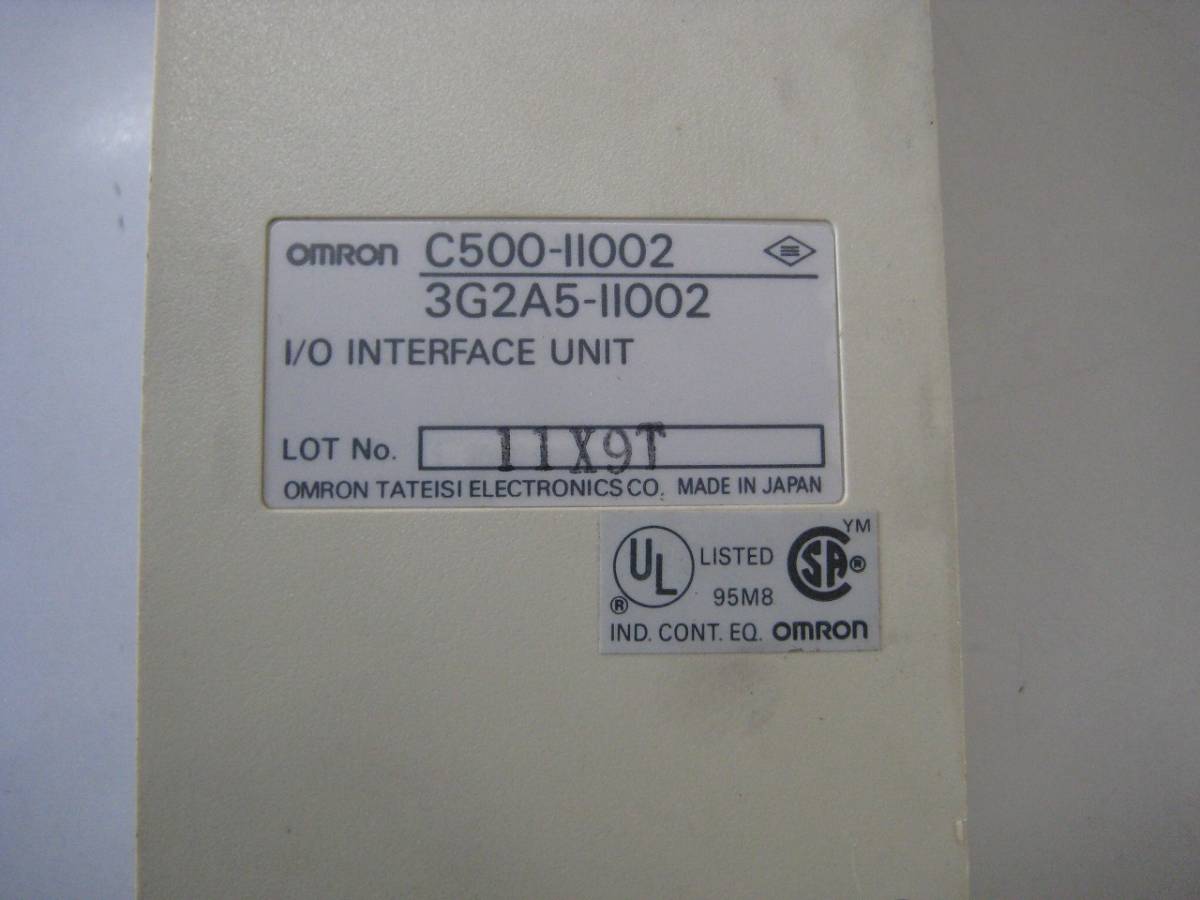 OMRON C500-II002
3G2A5-II002
I/O INTERFACE UNIT
LOT No. 11X9T
OMRON TATEISI ELECTRONICS CO. MADE IN JAPAN
UL LISTED SA YM
® 95M8 ®
IND. CONT. EQ. OMRON